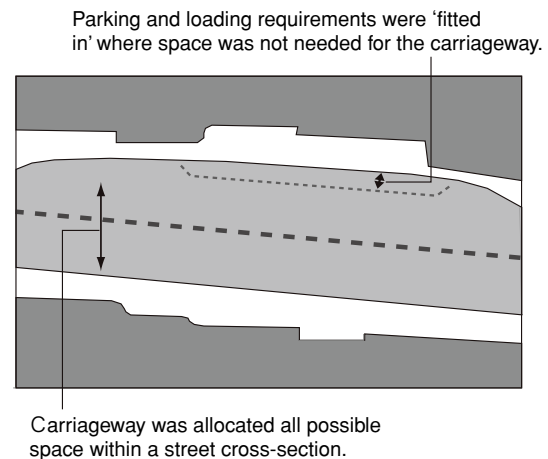 Parking and loading requirements were ‘fitted
in’ where space was not needed for the carriageway.
Carriageway was allocated all possible
space within a street cross-section.